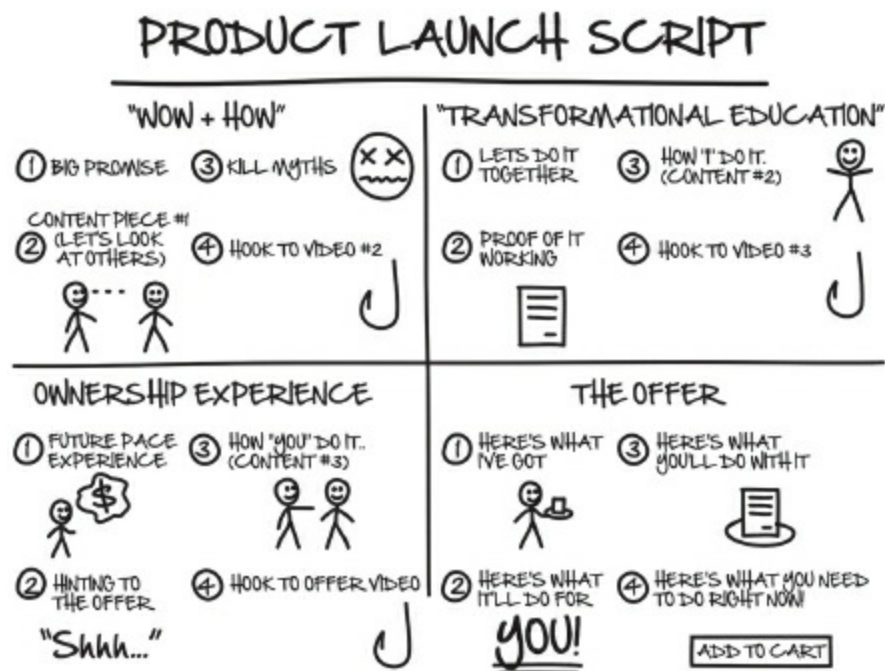 PRODUCT LAUNCH SCRIPT
"WOW + HOW"
1 BIG PROMISE
CONTENT PIECE #1
2 (LET'S LOOK
AT OTHERS)
3 KILL MYTHS
4 HOOK TO VIDEO #2
"TRANSFORMATIONAL EDUCATION"
1 LETS DO IT
TOGETHER
2 PROOF OF IT
WORKING
3 HOW "I" DO IT.
(CONTENT #2)
4 HOOK TO VIDEO #3
OWNERSHIP EXPERIENCE
1 FUTURE PACE
EXPERIENCE
$
2 HINTING TO
THE OFFER
"Shhh..."
3 HOW "YOU" DO IT..
(CONTENT #3)
4 HOOK TO OFFER VIDEO
THE OFFER
1 HERE'S WHAT
I'VE GOT
2 HERE'S WHAT
IT'LL DO FOR
YOU!
3 HERE'S WHAT
YOU'LL DO WITH IT
4 HERE'S WHAT YOU NEED
TO DO RIGHT NOW!
ADD TO CART